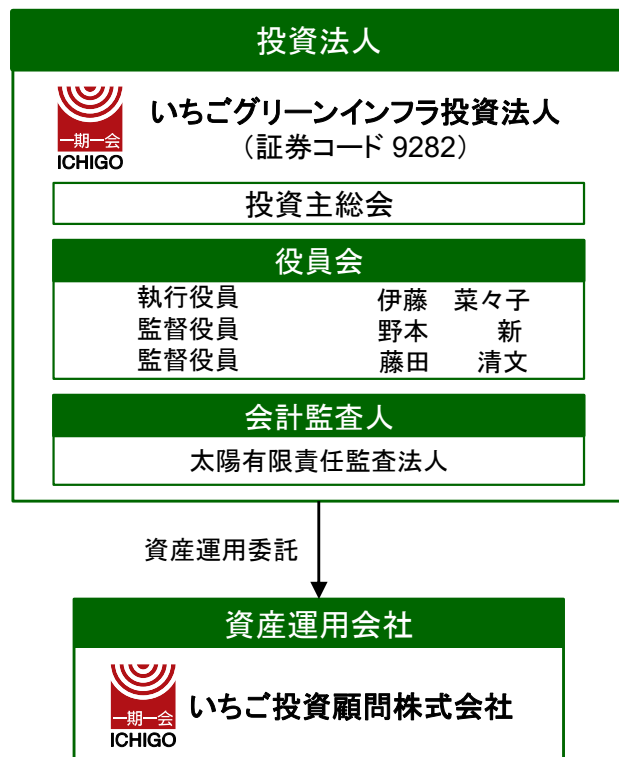 投資法人
一期一会
ICHIGO
いちごグリーンインフラ投資法人
（証券コード 9282）
投資主総会
役員会
執行役員 伊藤 菜々子
監督役員 野本 新
監督役員 藤田 清文
会計監査人
太陽有限責任監査法人
資産運用委託
資産運用会社
一期一会
ICHIGO
いちご投資顧問株式会社